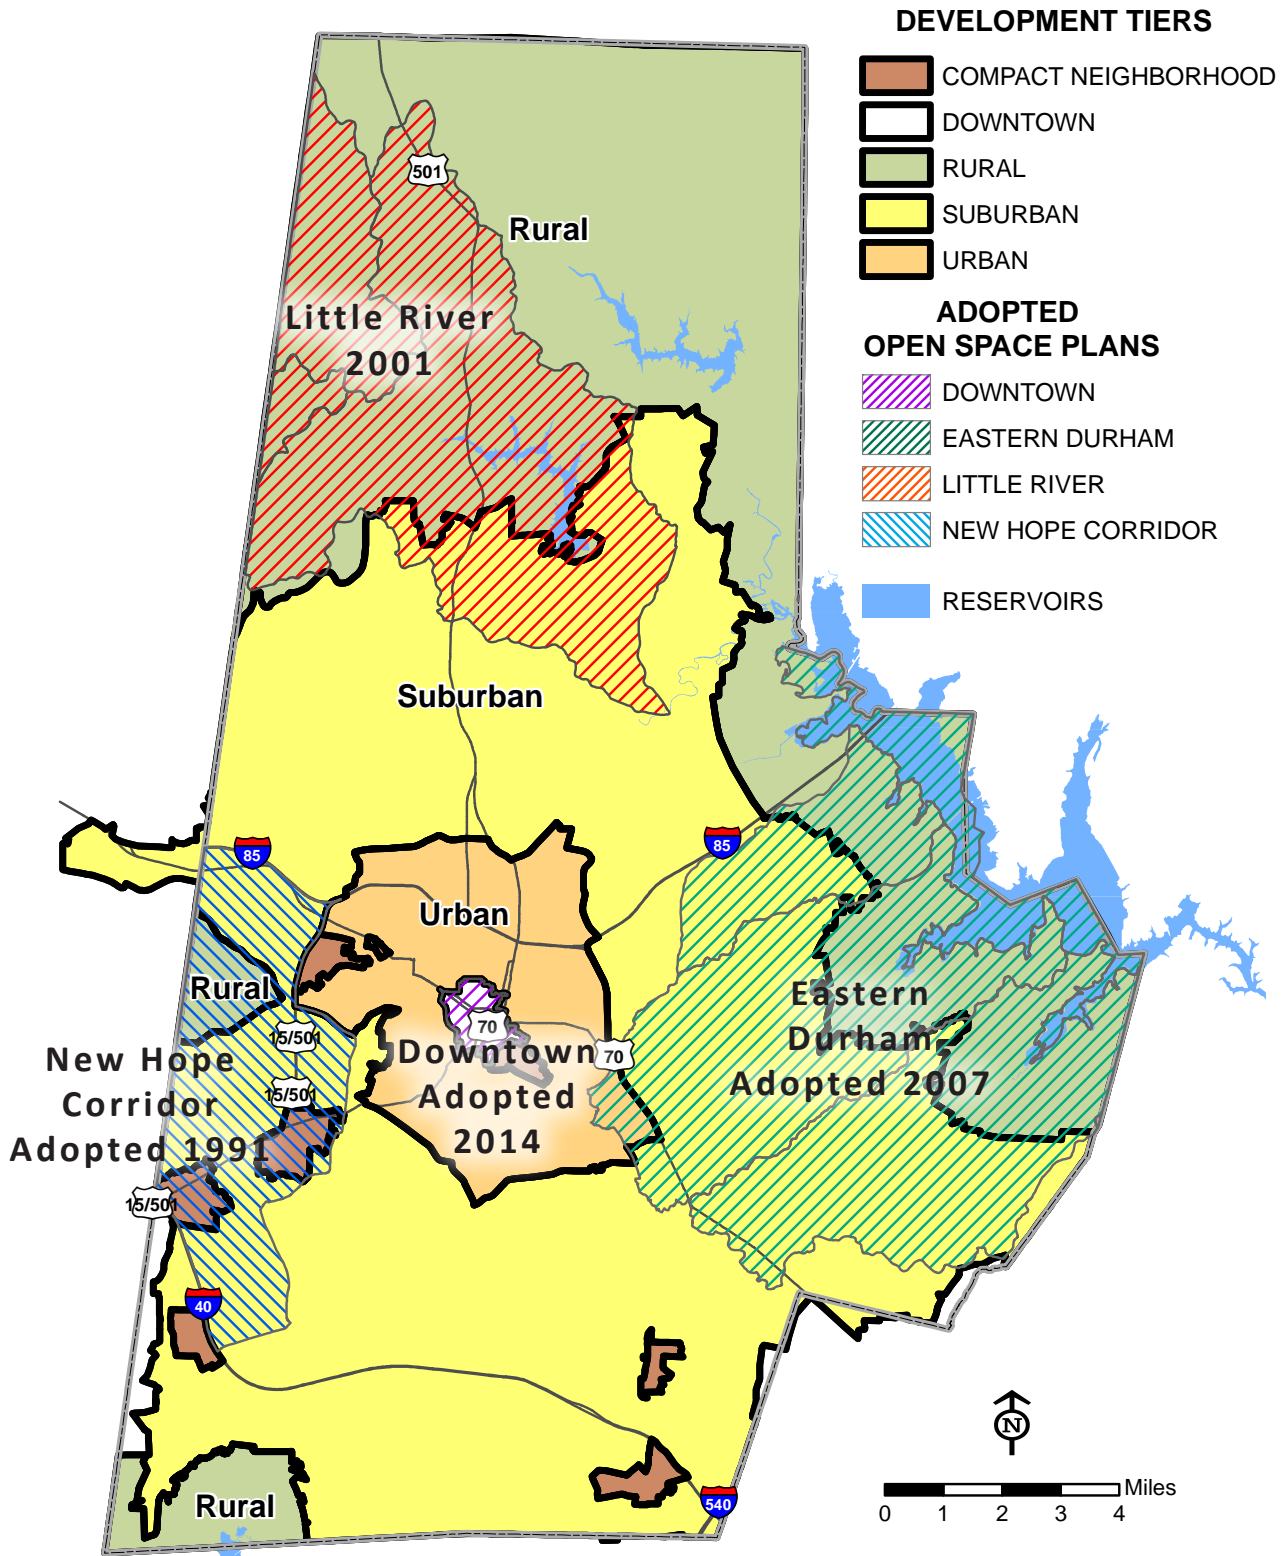 DEVELOPMENT TIERS
COMPACT NEIGHBORHOOD
DOWNTOWN
RURAL
SUBURBAN
URBAN
ADOPTED
OPEN SPACE PLANS
DOWNTOWN
EASTERN DURHAM
LITTLE RIVER
NEW HOPE CORRIDOR
RESERVOIRS
501
Rural
Little River
2001
Suburban
85
85
Urban
Rural
70
70
15/501
15/501
15/501
New Hope
Corridor
Adopted 1991
Downtown
Adopted
2014
Eastern
Durham
Adopted 2007
40
540
Rural
N
Miles
0 1 2 3 4